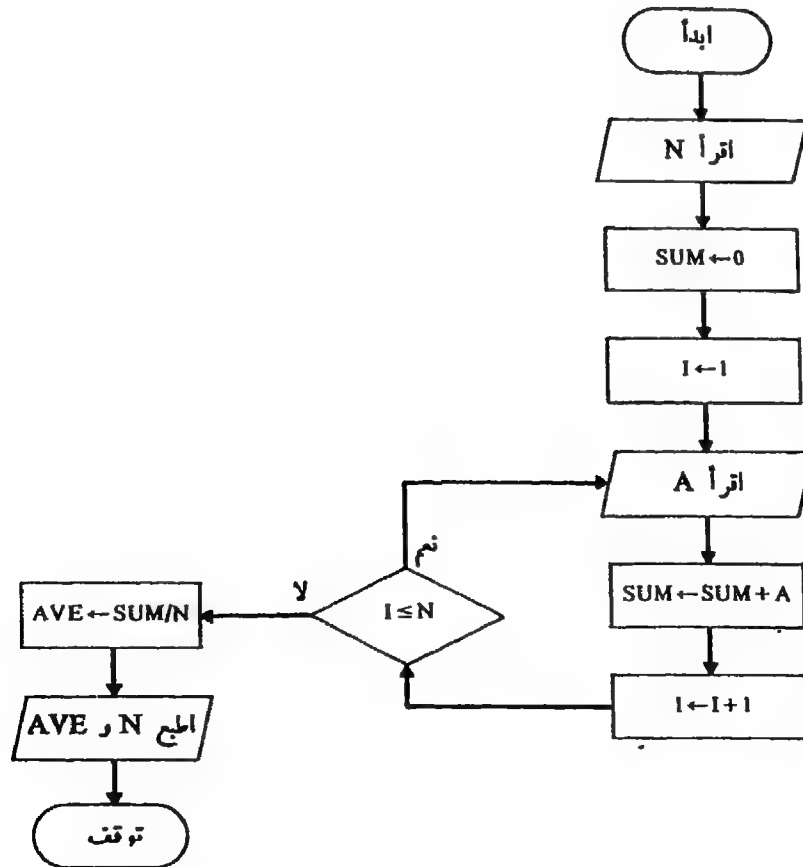 ابدأ
اقرأ N
SUM←0
I←1
اقرأ A
SUM←SUM+A
I←I+1
I≤N
نعم
لا
AVE←SUM/N
اطبع N و AVE
توقف